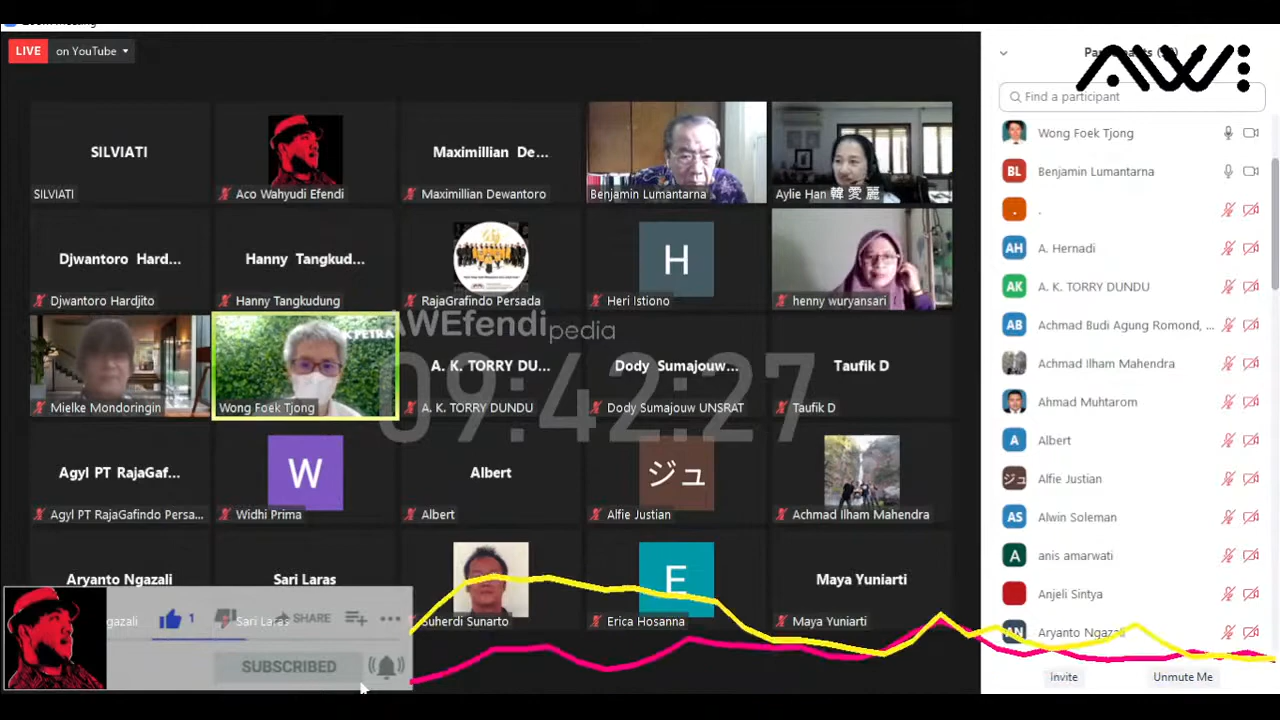 LIVE on YouTube
AWi
Find a participant
SILVIATI
SILVIATI
Aco Wahyudi Efendi
Maximillian De...
Maximillian Dewantoro
Benjamin Lumantarna
Aylie Han 韓 愛 麗
Djwantoro Hard...
Djwantoro Hardjito
Hanny Tangkud...
Hanny Tangkudung
RajaGrafindo Persada
H
Heri Istiono
henny wuryansari
Mielke Mondoringin
PETRA
Wong Foek Tjong
AWEfendipedia
09:42:27
A. K. TORRY DU...
A. K. TORRY DUNDU
Dody Sumajouw...
Dody Sumajouw UNSRAT
Taufik D
Taufik D
Agyl PT RajaGaf...
Agyl PT RajaGafindo Persa...
W
Widhi Prima
Albert
Albert
ジュ
Alfie Justian
Achmad Ilham Mahendra
Aryanto Ngazali
Sari Laras
Sari Laras
Suherdi Sunarto
E
Erica Hosanna
Maya Yuniarti
Maya Yuniarti
1
SHARE
SUBSCRIBED
Wong Foek Tjong
BL Benjamin Lumantarna
. .
AH A. Hernadi
AK A. K. TORRY DUNDU
AB Achmad Budi Agung Romond, ...
Achmad Ilham Mahendra
Ahmad Muhtarom
A Albert
ジュ Alfie Justian
AS Alwin Soleman
A anis amarwati
Anjeli Sintya
AN Aryanto Ngazali
Invite
Unmute Me